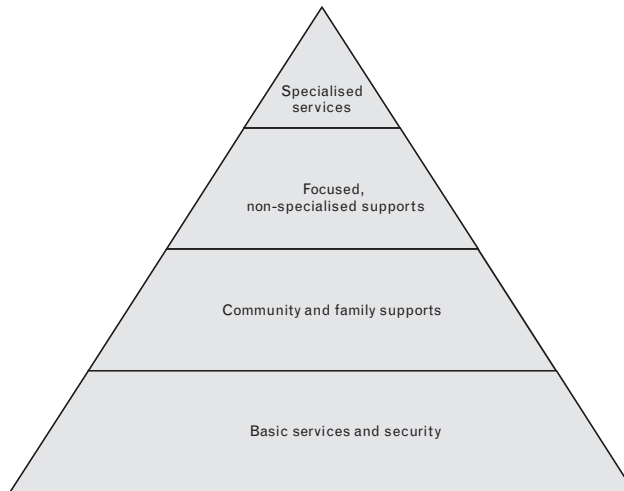 Specialised
services
Focused,
non-specialised supports
Community and family supports
Basic services and security